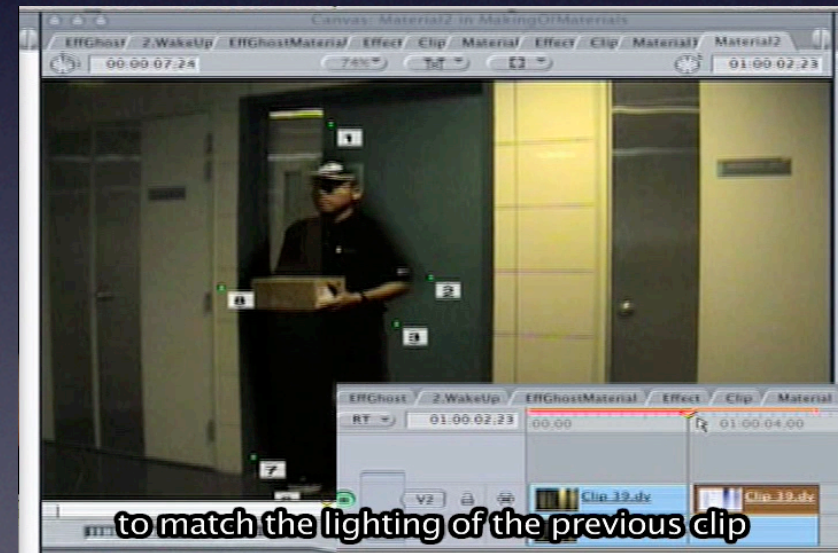 Canvas: Material2 in MakingOfMaterials
EffGhost 2.WakeUp EffGhostMaterial Effect Clip Material Effect Clip Material Material2
00:00:07;24 74% 01:00:02;23
1
2
8
3
7
EffGhost 2.WakeUp EffGhostMaterial Effect Clip Material
RT 01:00:02;23 00:00 01:00:04:00
V2 Clip 39.dv Clip 39.dv
to match the lighting of the previous clip